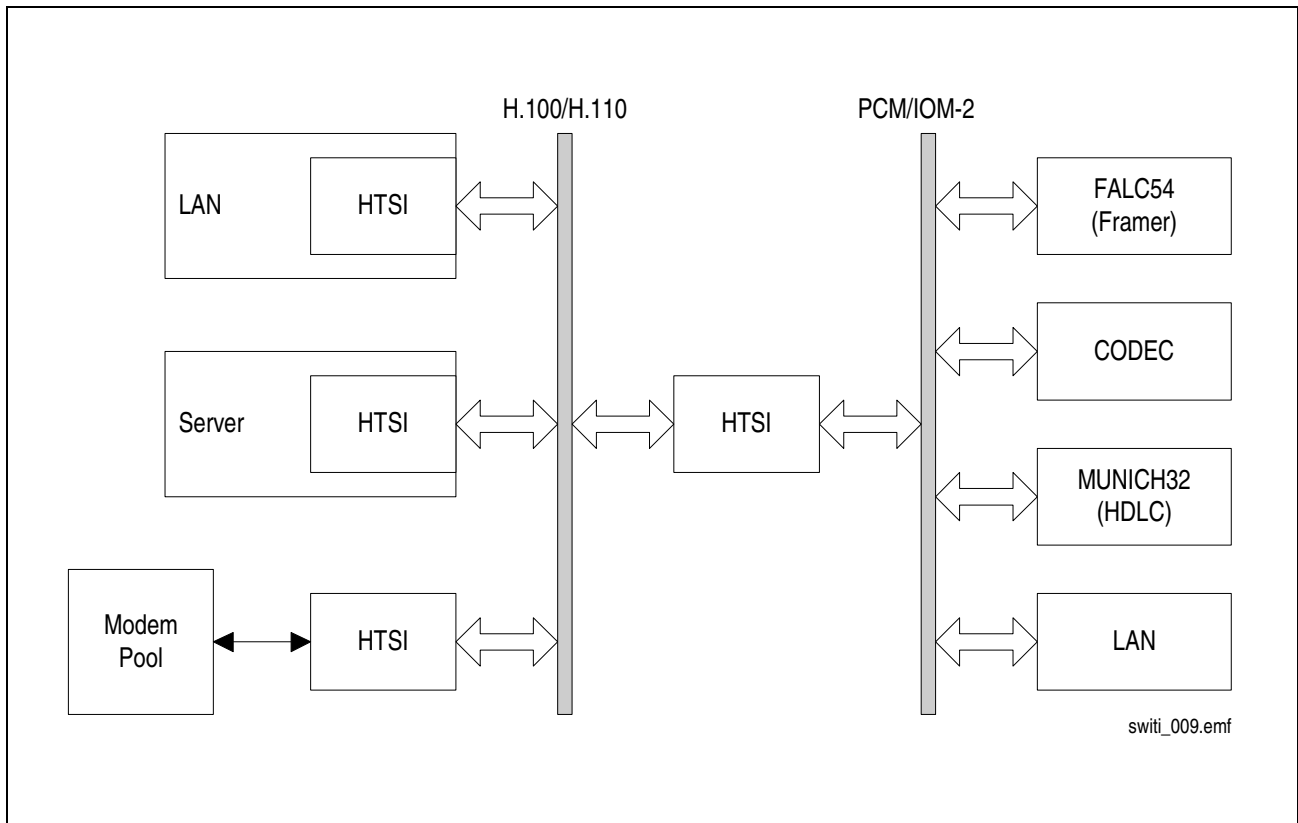 H.100/H.110
PCM/IOM-2
LAN
HTSI
FALC54
(Framer)
CODEC
Server
HTSI
HTSI
MUNICH32
(HDLC)
Modem
Pool
HTSI
LAN
switi_009.emf